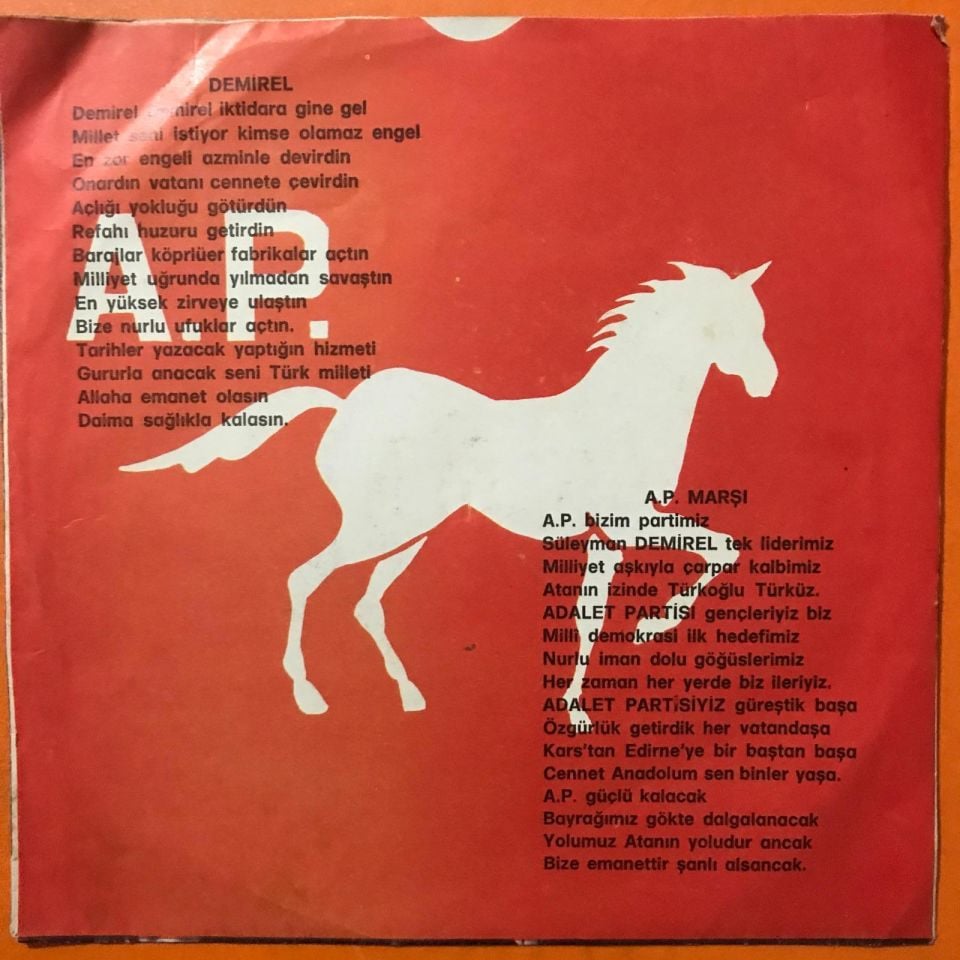 DEMİREL
Demirel Demirel iktidara gine gel
Millet seni istiyor kimse olamaz engel
En zor engeli azminle devirdin
Onardın vatanı cennete çevirdin
Açlığı yokluğu götürdün
Refahı huzuru getirdin
Barajlar köprlüer fabrikalar açtın
Milliyet uğrunda yılmadan savaştın
En yüksek zirveye ulaştın
Bize nurlu ufuklar açtın.
Tarihler yazacak yaptığın hizmeti
Gururla anacak seni Türk milleti
Allaha emanet olasın
Daima sağlıkla kalasın.
A.P.
A.P. MARŞI
A.P. bizim partimiz
Süleyman DEMİREL tek liderimiz
Milliyet aşkıyla çarpar kalbimiz
Atanın izinde Türkoğlu Türküz.
ADALET PARTİSİ gençleriyiz biz
Milli demokrasi ilk hedefimiz
Nurlu iman dolu göğüslerimiz
Her zaman her yerde biz ileriyiz.
ADALET PARTİSİYİZ güreştik başa
Özgürlük getirdik her vatandaşa
Kars'tan Edirne'ye bir baştan başa
Cennet Anadolum sen binler yaşa.
A.P. güçlü kalacak
Bayrağımız gökte dalgalanacak
Yolumuz Atanın yoludur ancak
Bize emanettir şanlı alsancak.